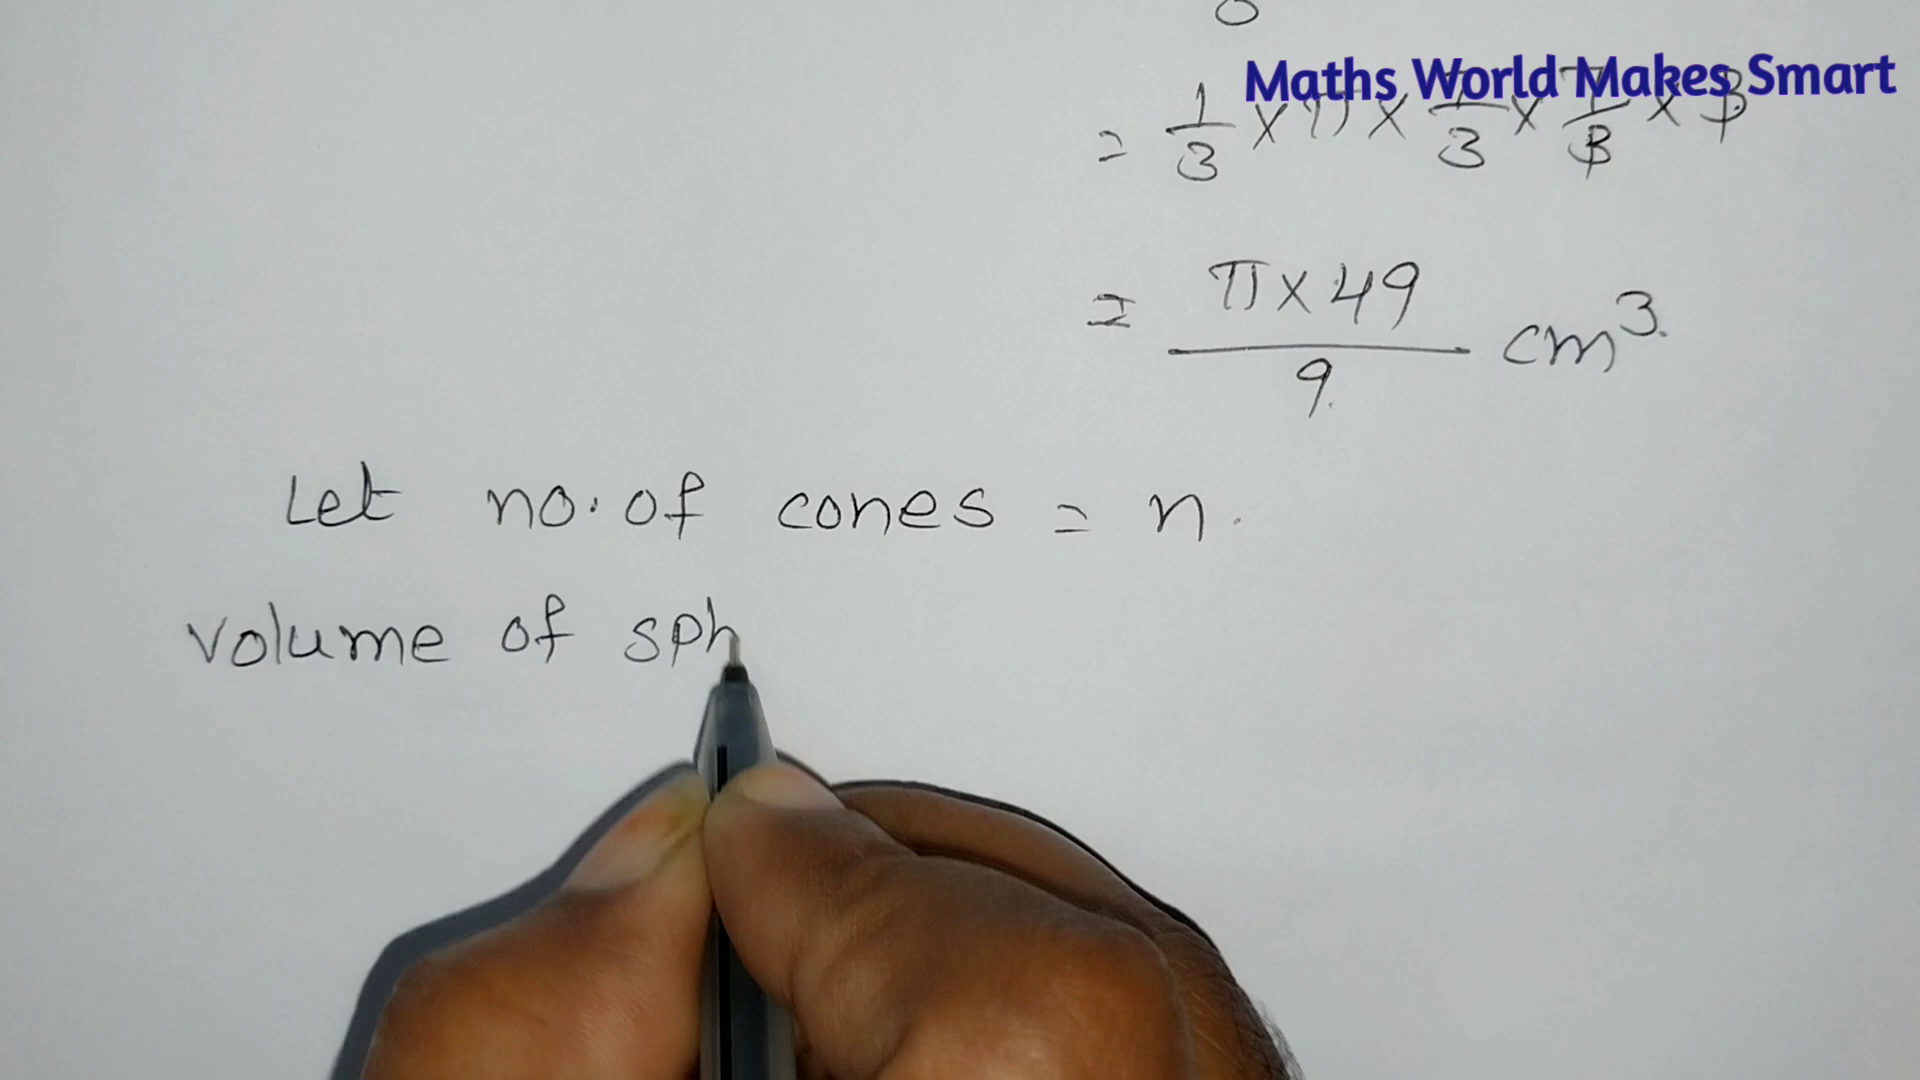 Maths World Makes Smart
= 1/3 × π × 7/3 × 7/3 × 3
= π × 49 / 9 cm³.
Let no. of cones = n.
volume of sph